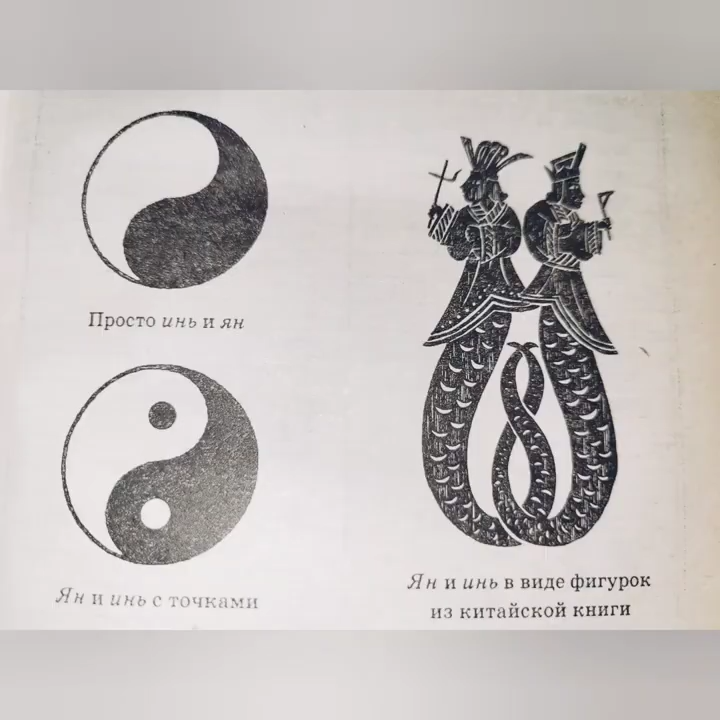 Просто инь и ян
Ян и инь с точками
Ян и инь в виде фигурок
из китайской книги